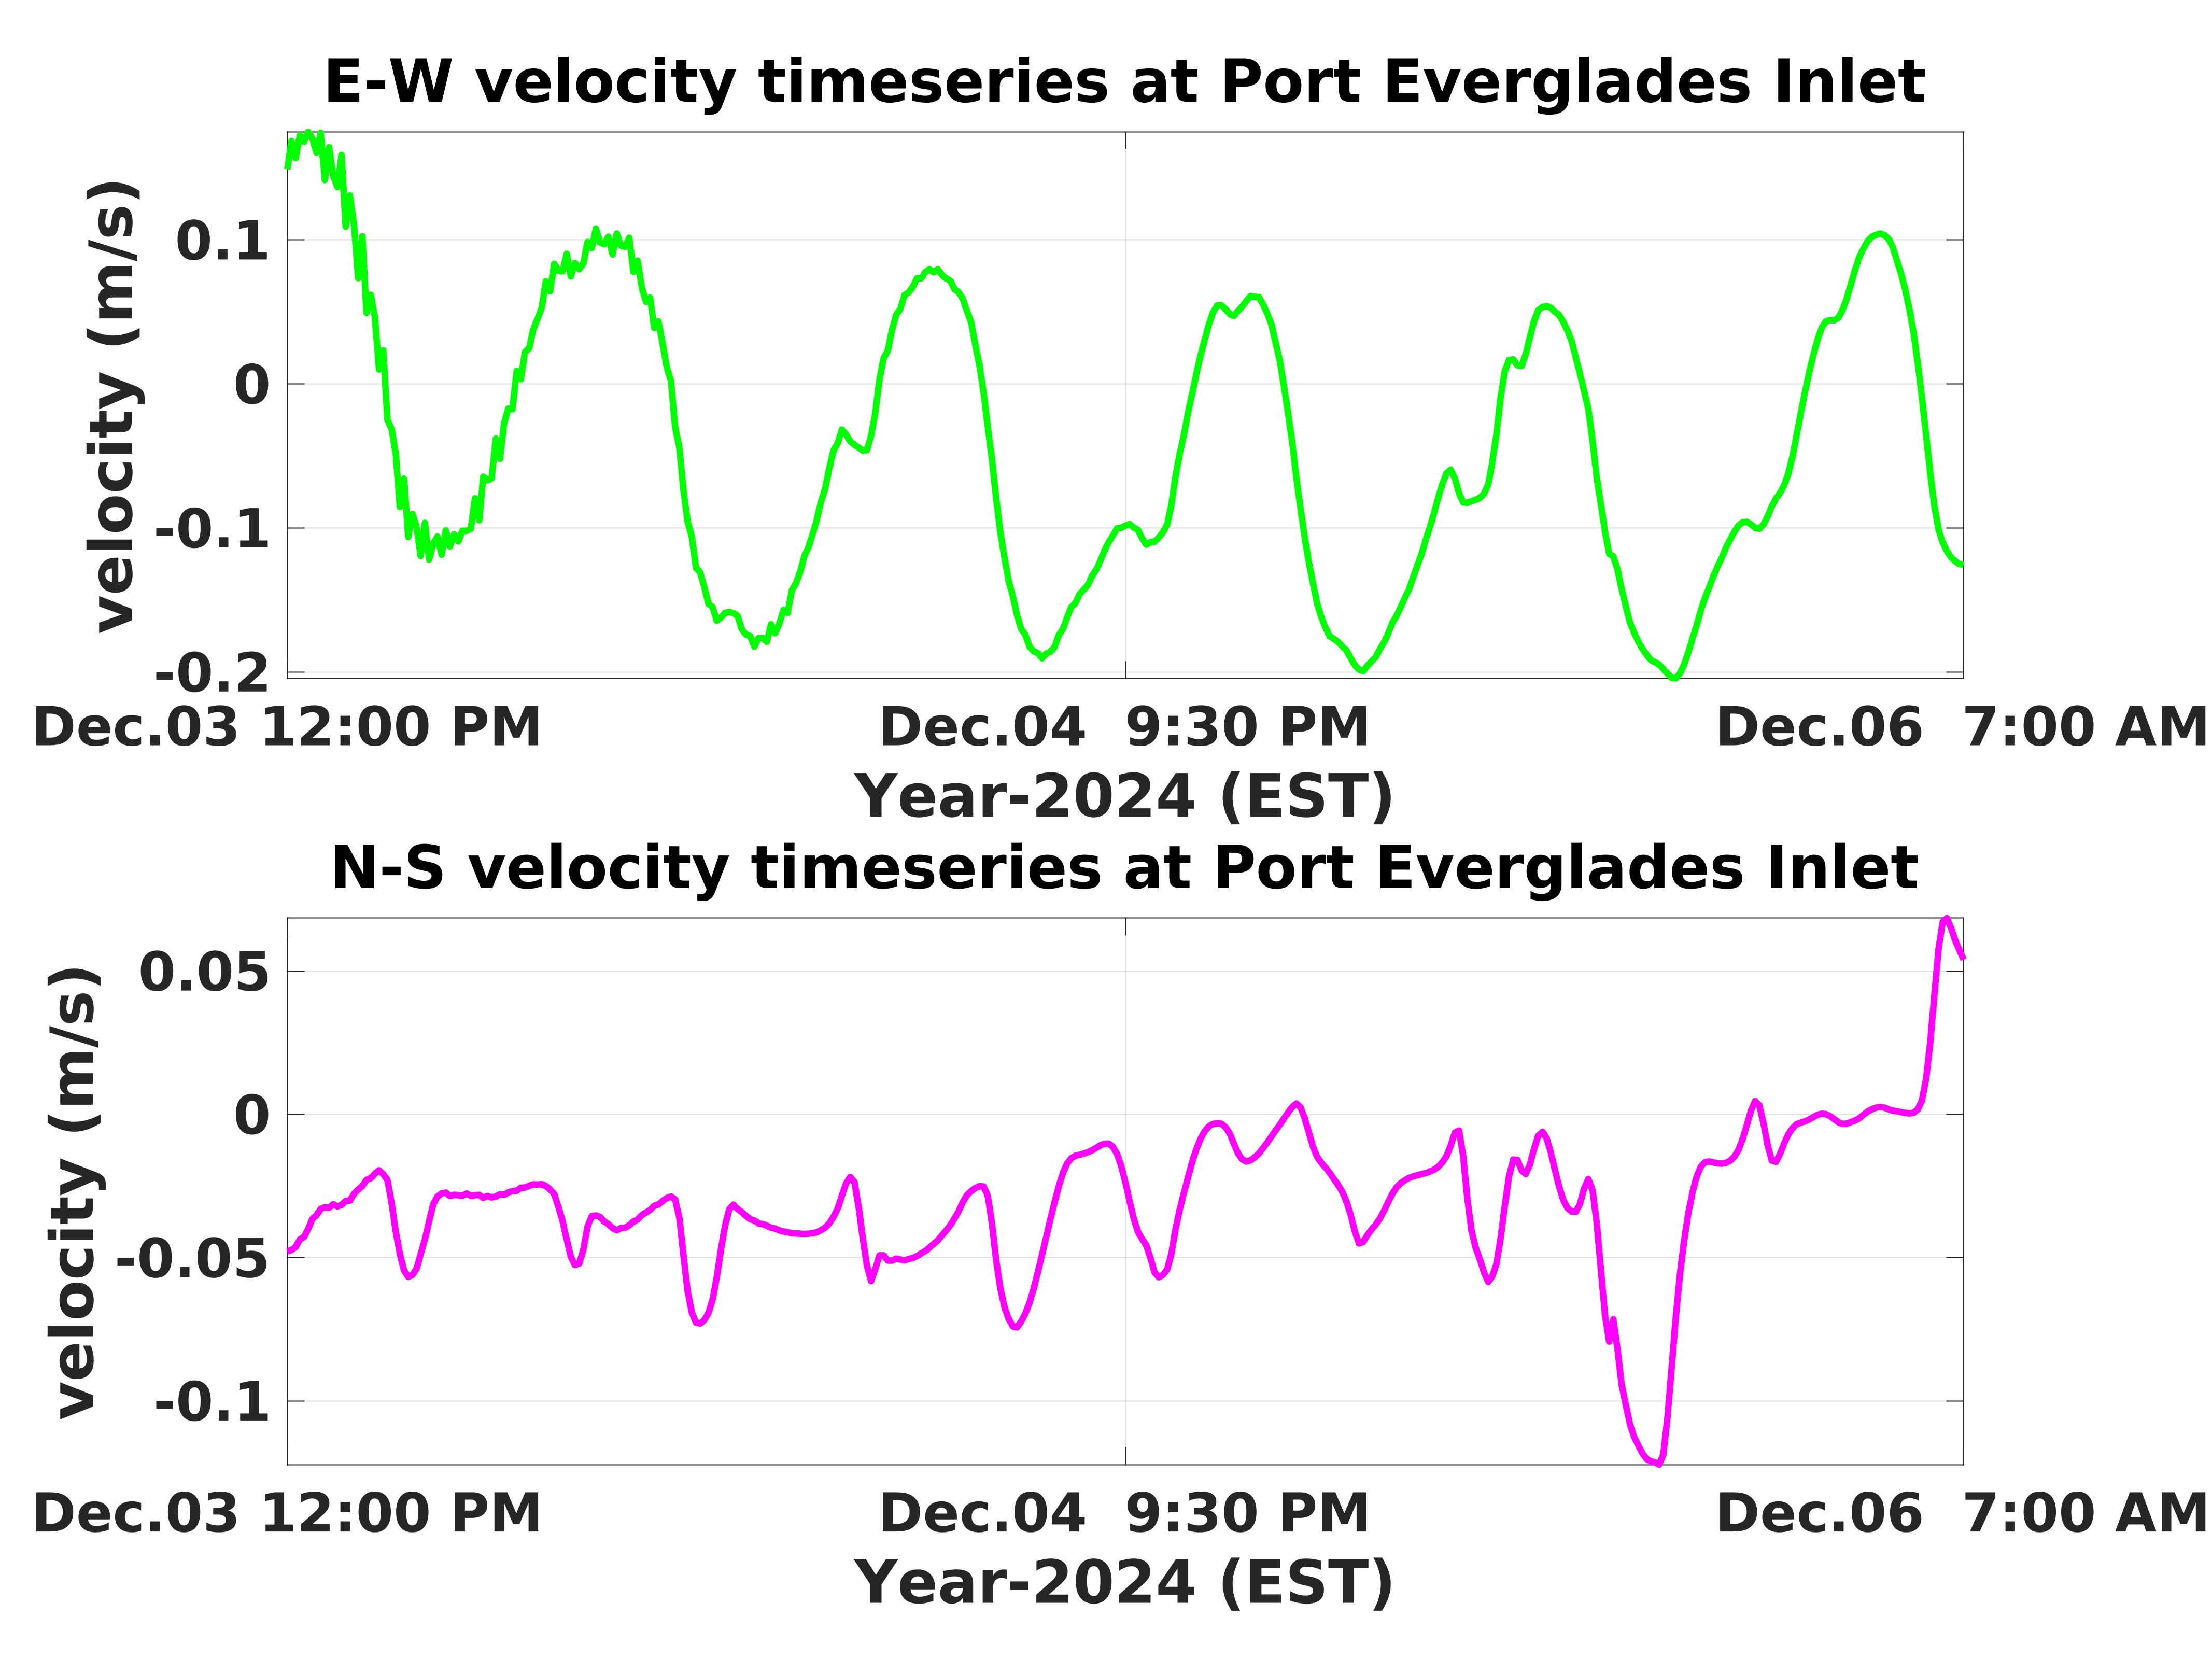 E-W velocity timeseries at Port Everglades Inlet
velocity (m/s)
0.1
0
-0.1
-0.2
Dec.03 12:00 PM
Dec.04  9:30 PM
Dec.06  7:00 AM
Year-2024 (EST)
N-S velocity timeseries at Port Everglades Inlet
velocity (m/s)
0.05
0
-0.05
-0.1
Dec.03 12:00 PM
Dec.04  9:30 PM
Dec.06  7:00 AM
Year-2024 (EST)